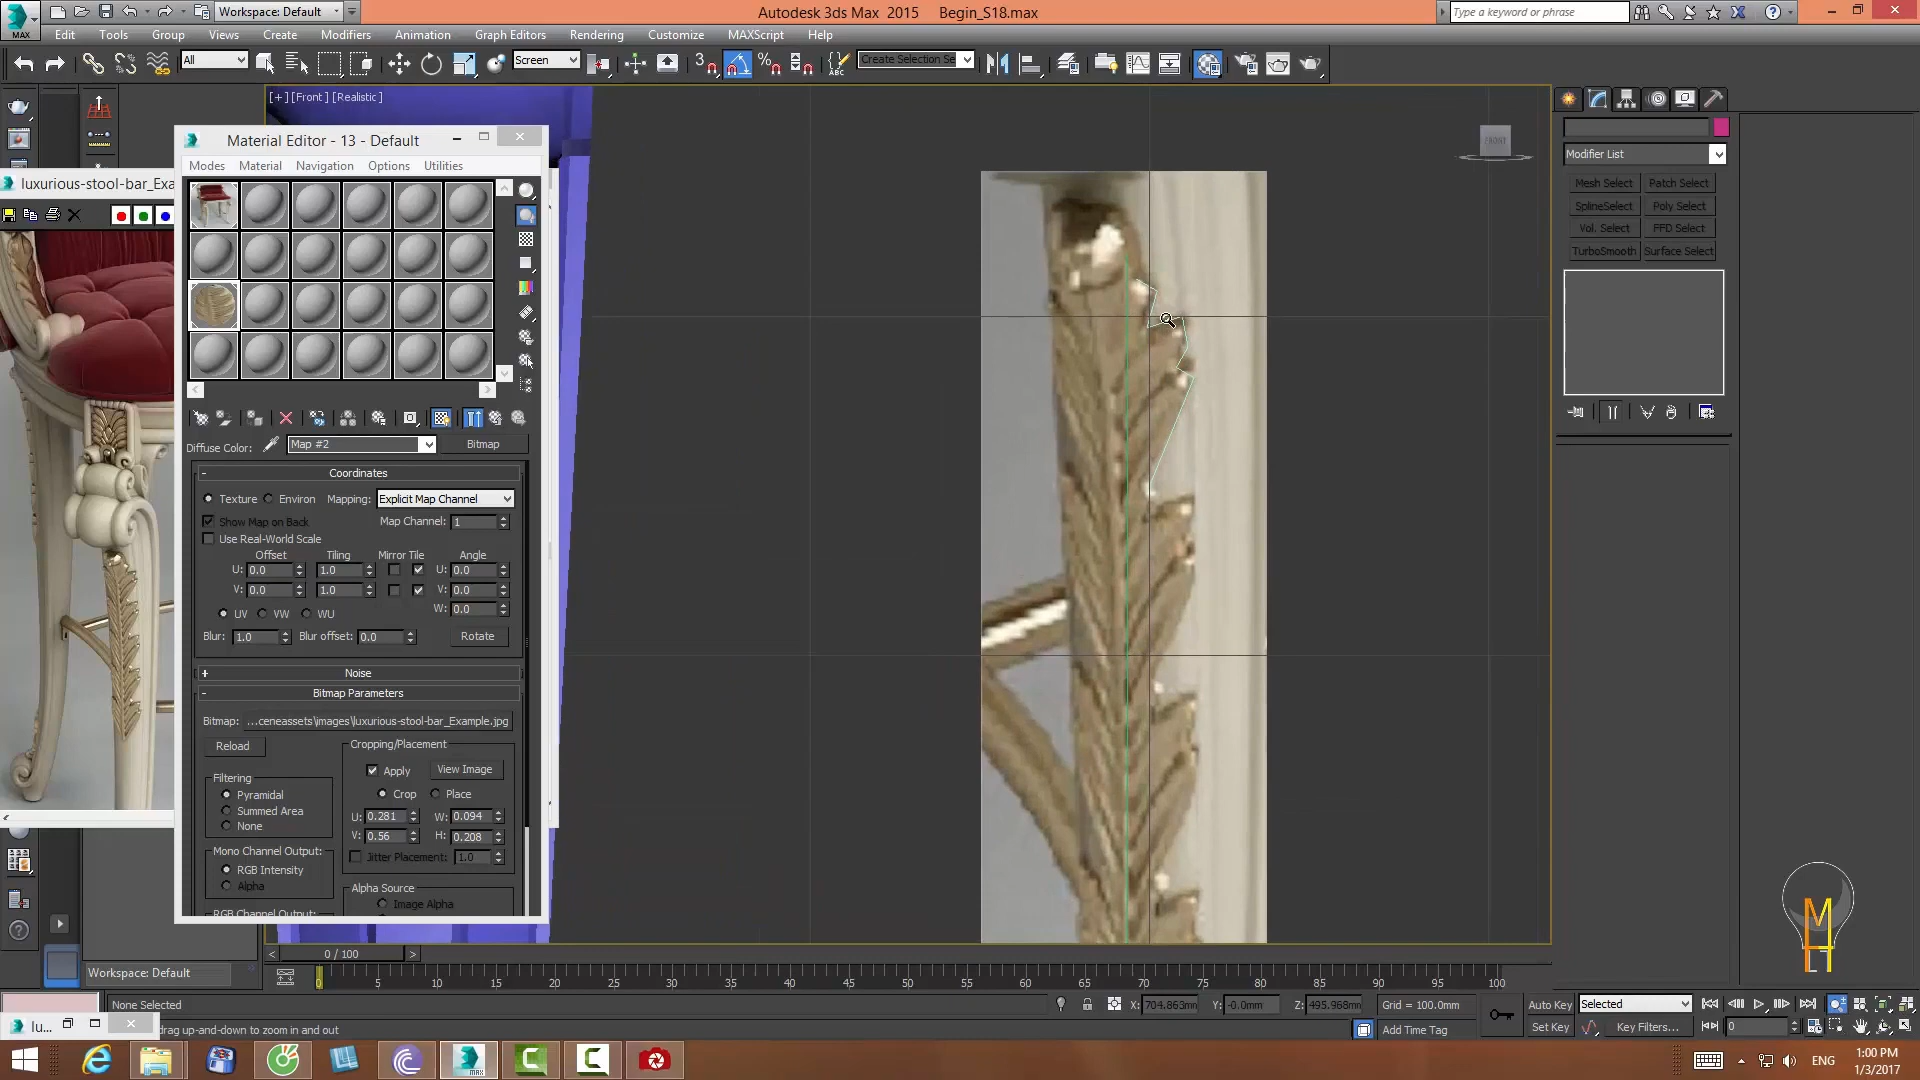 Workspace: Default
Autodesk 3ds Max 2015
Begin_S18.max
Type a keyword or phrase
MAX
Edit
Tools
Group
Views
Create
Modifiers
Animation
Graph Editors
Rendering
Customize
MAXScript
Help
All
Screen
3
Create Selection Se
[+] [Front] [Realistic]
FRONT
Material Editor - 13 - Default
Modes
Material
Navigation
Options
Utilities
luxurious-stool-bar_Exa
Diffuse Color:
Map #2
Bitmap
Coordinates
Texture
Environ
Mapping:
Explicit Map Channel
Show Map on Back
Map Channel:
1
Use Real-World Scale
Offset
Tiling
Mirror Tile
Angle
U: 0.0
1.0
U: 0.0
V: 0.0
1.0
V: 0.0
W: 0.0
UV
VW
WU
Blur: 1.0
Blur offset: 0.0
Rotate
Noise
Bitmap Parameters
Bitmap:
...ceneassets\images\luxurious-stool-bar_Example.jpg
Reload
Cropping/Placement
Apply
View Image
Filtering
Pyramidal
Summed Area
None
Crop
Place
U: 0.281
W: 0.094
V: 0.56
H: 0.208
Jitter Placement: 1.0
Mono Channel Output:
RGB Intensity
Alpha
Alpha Source
Image Alpha
RGB Channel Output:
Modifier List
Mesh Select
Patch Select
SplineSelect
Poly Select
Vol. Select
FFD Select
TurboSmooth
Surface Select
MH
0 / 100
Workspace: Default
0
5
10
15
20
25
30
35
40
45
50
55
60
65
70
75
80
85
90
95
100
None Selected
X: 704.863mm
Y: -0.0mm
Z: 495.968mm
Grid = 100.0mm
Auto Key
Selected
lu...
drag up-and-down to zoom in and out
Add Time Tag
Set Key
Key Filters...
0
ENG
1:00 PM
1/3/2017